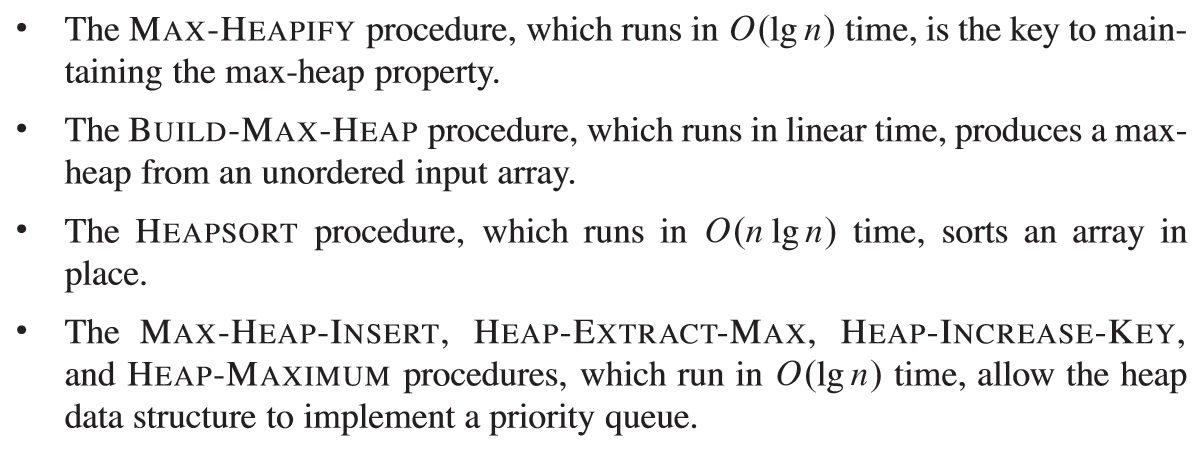 • The MAX-HEAPIFY procedure, which runs in O(lg n) time, is the key to main-
taining the max-heap property.
• The BUILD-MAX-HEAP procedure, which runs in linear time, produces a max-
heap from an unordered input array.
• The HEAPSORT procedure, which runs in O(n lg n) time, sorts an array in
place.
• The MAX-HEAP-INSERT, HEAP-EXTRACT-MAX, HEAP-INCREASE-KEY,
and HEAP-MAXIMUM procedures, which run in O(lg n) time, allow the heap
data structure to implement a priority queue.